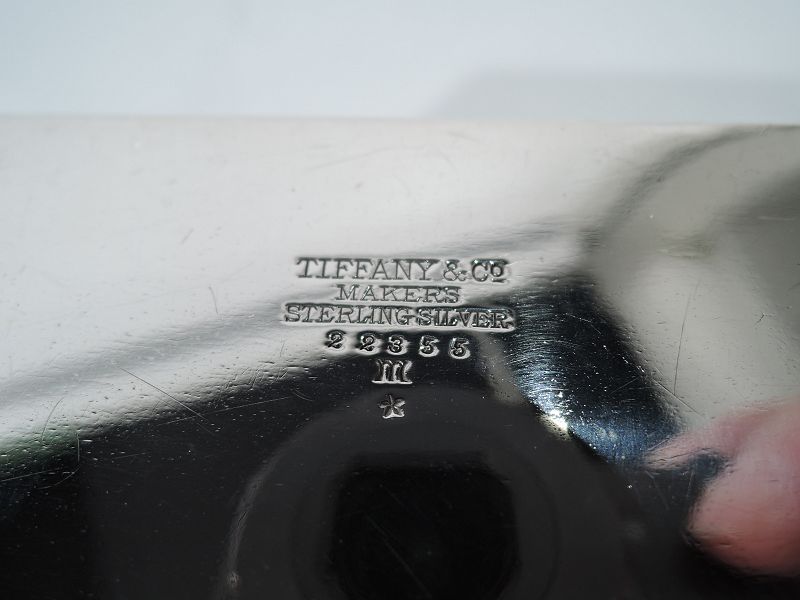 TIFFANY & Co
MAKERS
STERLING SILVER
22355
m